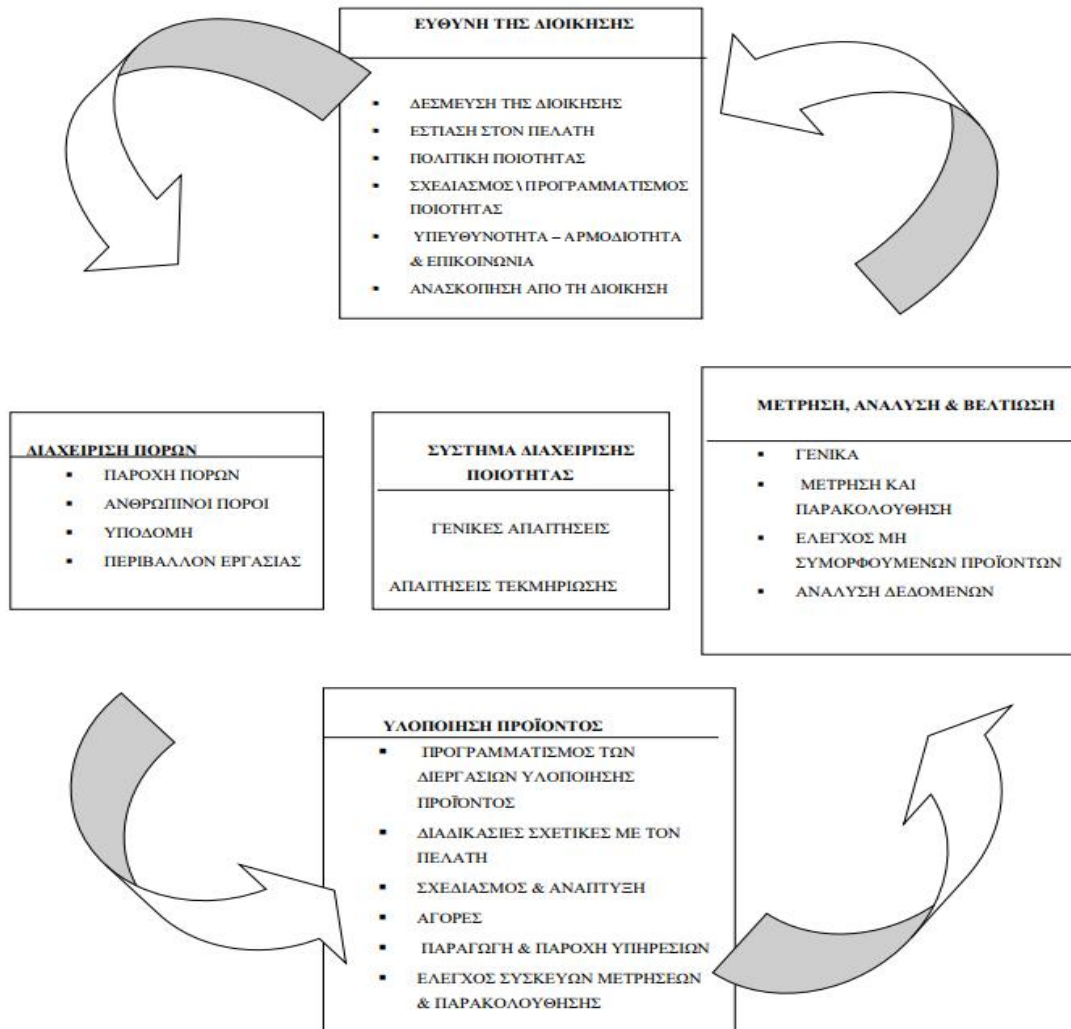 ΕΥΘΥΝΗ ΤΗΣ ΔΙΟΙΚΗΣΗΣ
▪ ΔΕΣΜΕΥΣΗ ΤΗΣ ΔΙΟΙΚΗΣΗΣ
▪ ΕΣΤΙΑΣΗ ΣΤΟΝ ΠΕΛΑΤΗ
▪ ΠΟΛΙΤΙΚΗ ΠΟΙΟΤΗΤΑΣ
▪ ΣΧΕΔΙΑΣΜΟΣ \ ΠΡΟΓΡΑΜΜΑΤΙΣΜΟΣ
ΠΟΙΟΤΗΤΑΣ
▪ ΥΠΕΥΘΥΝΟΤΗΤΑ – ΑΡΜΟΔΙΟΤΗΤΑ
& ΕΠΙΚΟΙΝΩΝΙΑ
▪ ΑΝΑΣΚΟΠΗΣΗ ΑΠΟ ΤΗ ΔΙΟΙΚΗΣΗ
ΔΙΑΧΕΙΡΙΣΗ ΠΟΡΩΝ
▪ ΠΑΡΟΧΗ ΠΟΡΩΝ
▪ ΑΝΘΡΩΠΙΝΟΙ ΠΟΡΟΙ
▪ ΥΠΟΔΟΜΗ
▪ ΠΕΡΙΒΑΛΛΟΝ ΕΡΓΑΣΙΑΣ
ΣΥΣΤΗΜΑ ΔΙΑΧΕΙΡΙΣΗΣ
ΠΟΙΟΤΗΤΑΣ
ΓΕΝΙΚΕΣ ΑΠΑΙΤΗΣΕΙΣ
ΑΠΑΙΤΗΣΕΙΣ ΤΕΚΜΗΡΙΩΣΗΣ
ΜΕΤΡΗΣΗ, ΑΝΑΛΥΣΗ & ΒΕΛΤΙΩΣΗ
▪ ΓΕΝΙΚΑ
▪ ΜΕΤΡΗΣΗ ΚΑΙ
ΠΑΡΑΚΟΛΟΥΘΗΣΗ
▪ ΕΛΕΓΧΟΣ ΜΗ
ΣΥΜΟΡΦΟΥΜΕΝΩΝ ΠΡΟΪΟΝΤΩΝ
▪ ΑΝΑΛΥΣΗ ΔΕΔΟΜΕΝΩΝ
ΥΛΟΠΟΙΗΣΗ ΠΡΟΪΟΝΤΟΣ
▪ ΠΡΟΓΡΑΜΜΑΤΙΣΜΟΣ ΤΩΝ
ΔΙΕΡΓΑΣΙΩΝ ΥΛΟΠΟΙΗΣΗΣ
ΠΡΟΪΟΝΤΟΣ
▪ ΔΙΑΔΙΚΑΣΙΕΣ ΣΧΕΤΙΚΕΣ ΜΕ ΤΟΝ
ΠΕΛΑΤΗ
▪ ΣΧΕΔΙΑΣΜΟΣ & ΑΝΑΠΤΥΞΗ
▪ ΑΓΟΡΕΣ
▪ ΠΑΡΑΓΩΓΗ & ΠΑΡΟΧΗ ΥΠΗΡΕΣΙΩΝ
▪ ΕΛΕΓΧΟΣ ΣΥΣΚΕΥΩΝ ΜΕΤΡΗΣΕΩΝ
& ΠΑΡΑΚΟΛΟΥΘΗΣΗΣ